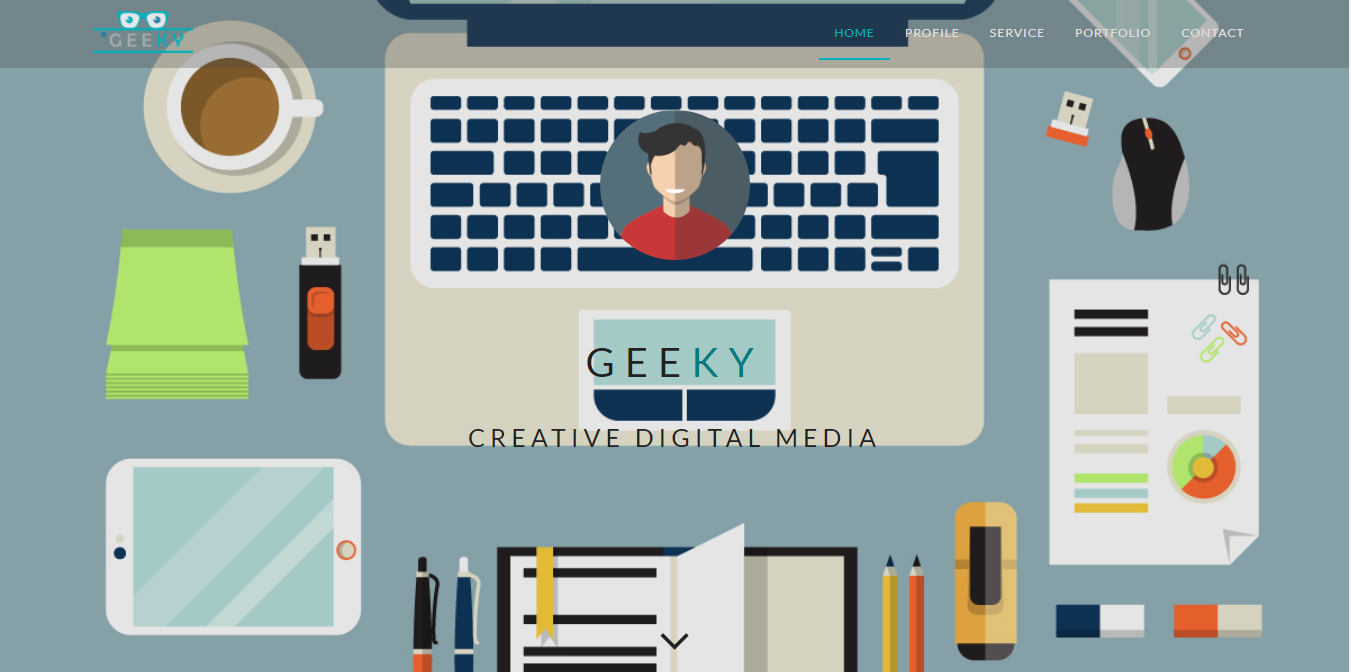 GEEKY
HOME PROFILE SERVICE PORTFOLIO CONTACT
GEEKY
CREATIVE DIGITAL MEDIA